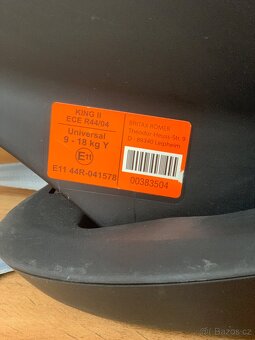 KING II
ECE R44/04
Universal
9 - 18 kg Y
E11
E11 44R-041578
BRITAX RÖMER
Theodor-Heuss-Str. 9
D - 89340 Leipheim
00383504
Bazoš.cz